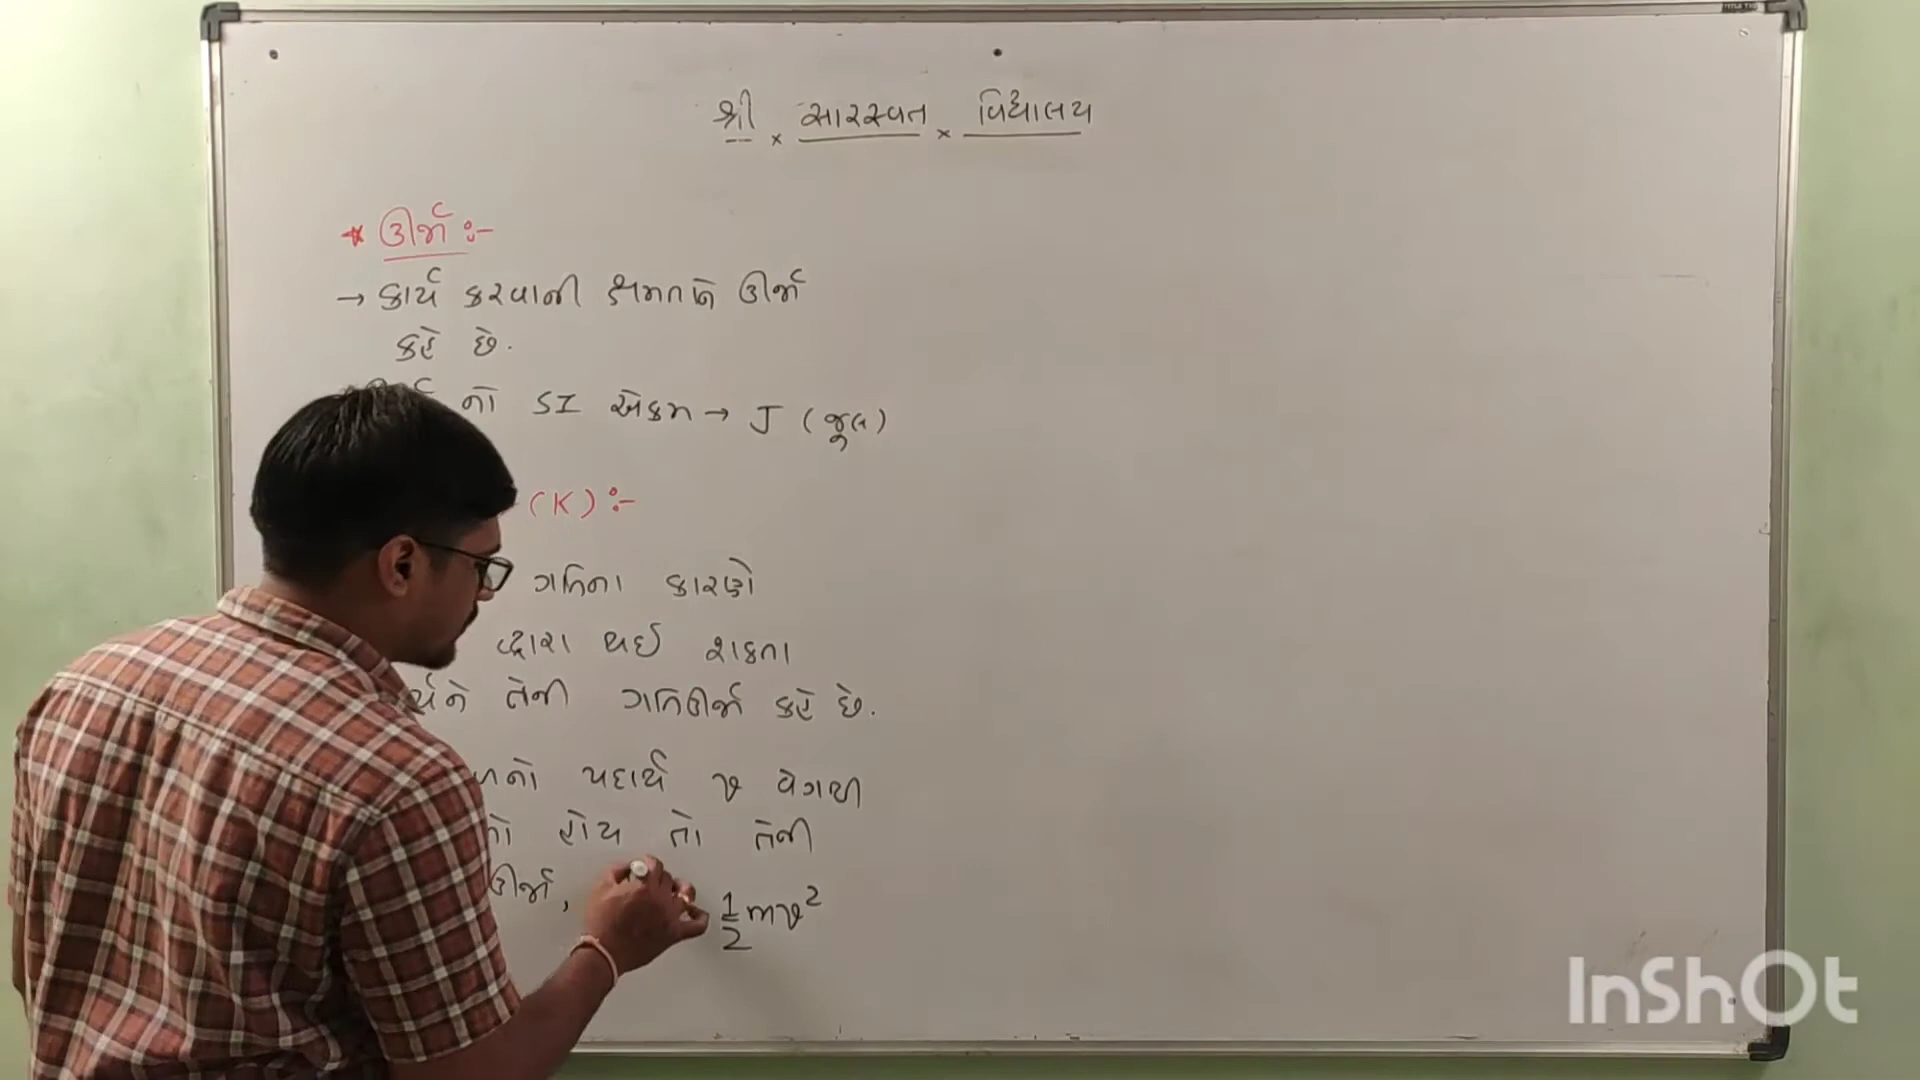 શ્રી × સારસ્વત × વિદ્યાલય
* ઊર્જા :-
→ કાર્ય કરવાની ક્ષમતાને ઊર્જા
કહે છે.
નો SI એકમ → J (જૂલ)
(K) :-
ગતિના કારણે
દ્વારા થઈ શકતા
તેની ગતિઊર્જા કહે છે.
પદાર્થ v વેગથી
હોય તો તેની
ઊર્જા, 1/2 mv²
InShOt